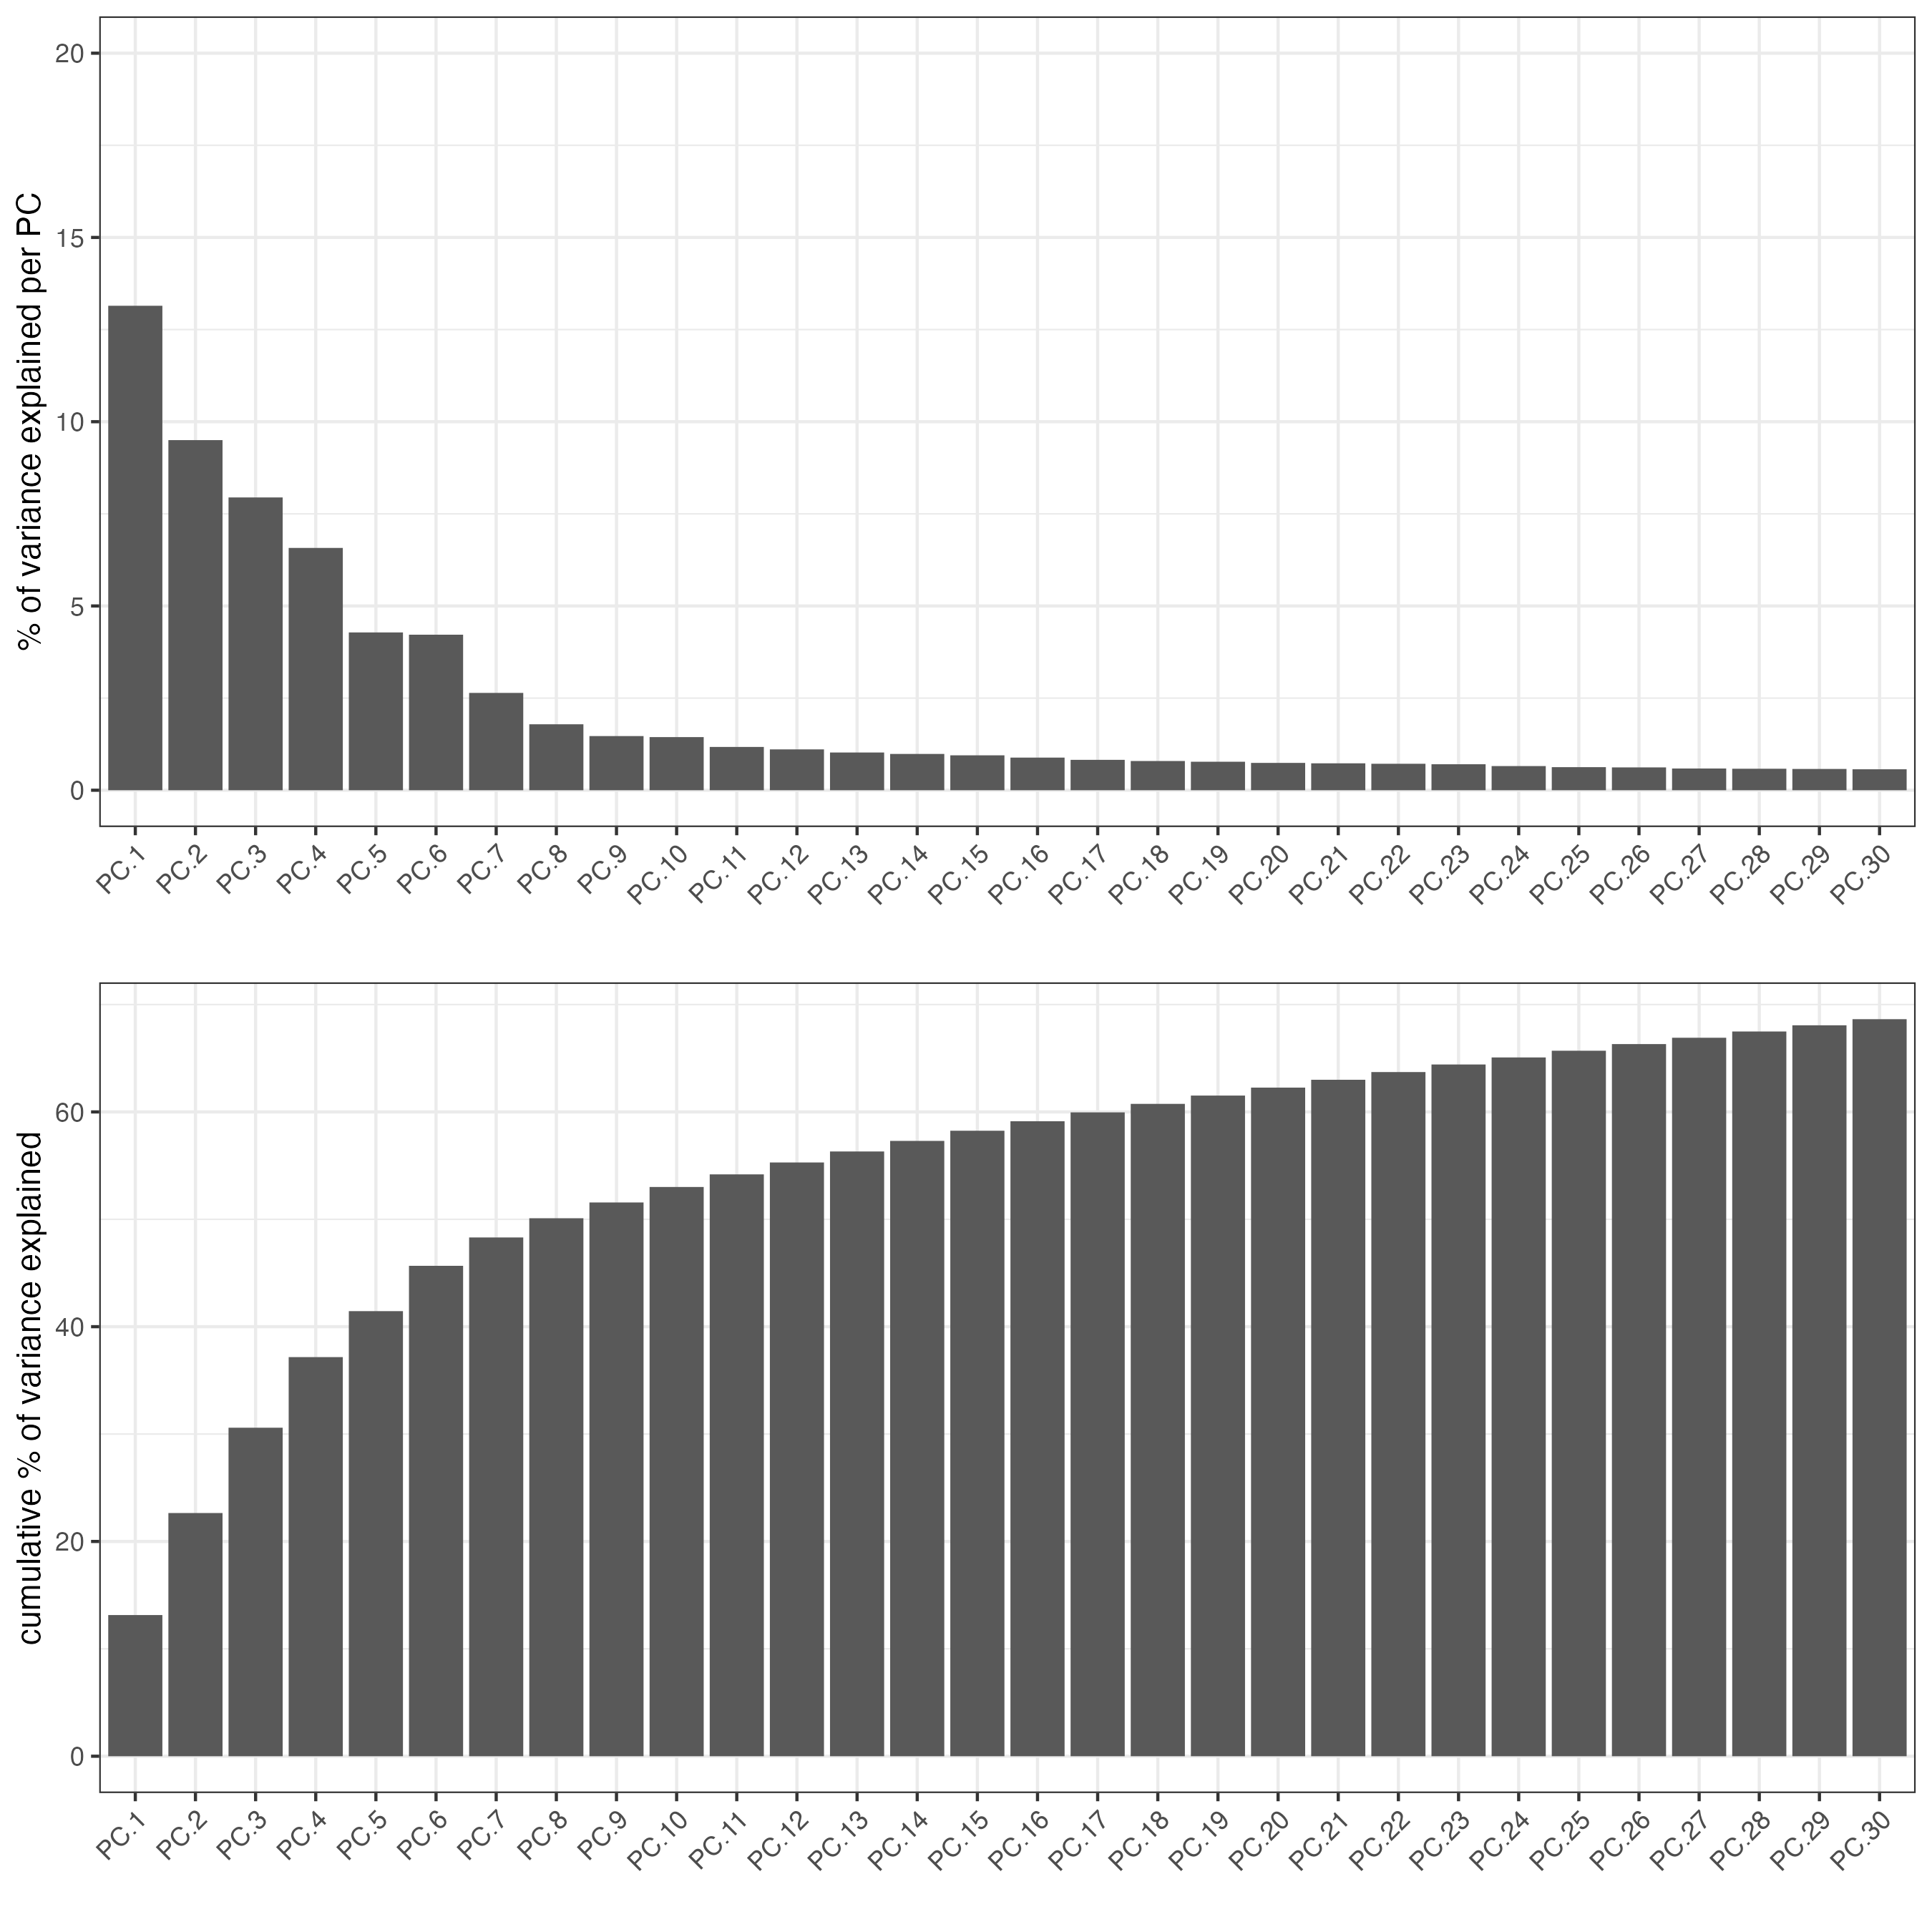 % of variance explained per PC
20
15
10
5
0
PC.1 PC.2 PC.3 PC.4 PC.5 PC.6 PC.7 PC.8 PC.9 PC.10 PC.11 PC.12 PC.13 PC.14 PC.15 PC.16 PC.17 PC.18 PC.19 PC.20 PC.21 PC.22 PC.23 PC.24 PC.25 PC.26 PC.27 PC.28 PC.29 PC.30
cumulative % of variance explained
60
40
20
0
PC.1 PC.2 PC.3 PC.4 PC.5 PC.6 PC.7 PC.8 PC.9 PC.10 PC.11 PC.12 PC.13 PC.14 PC.15 PC.16 PC.17 PC.18 PC.19 PC.20 PC.21 PC.22 PC.23 PC.24 PC.25 PC.26 PC.27 PC.28 PC.29 PC.30